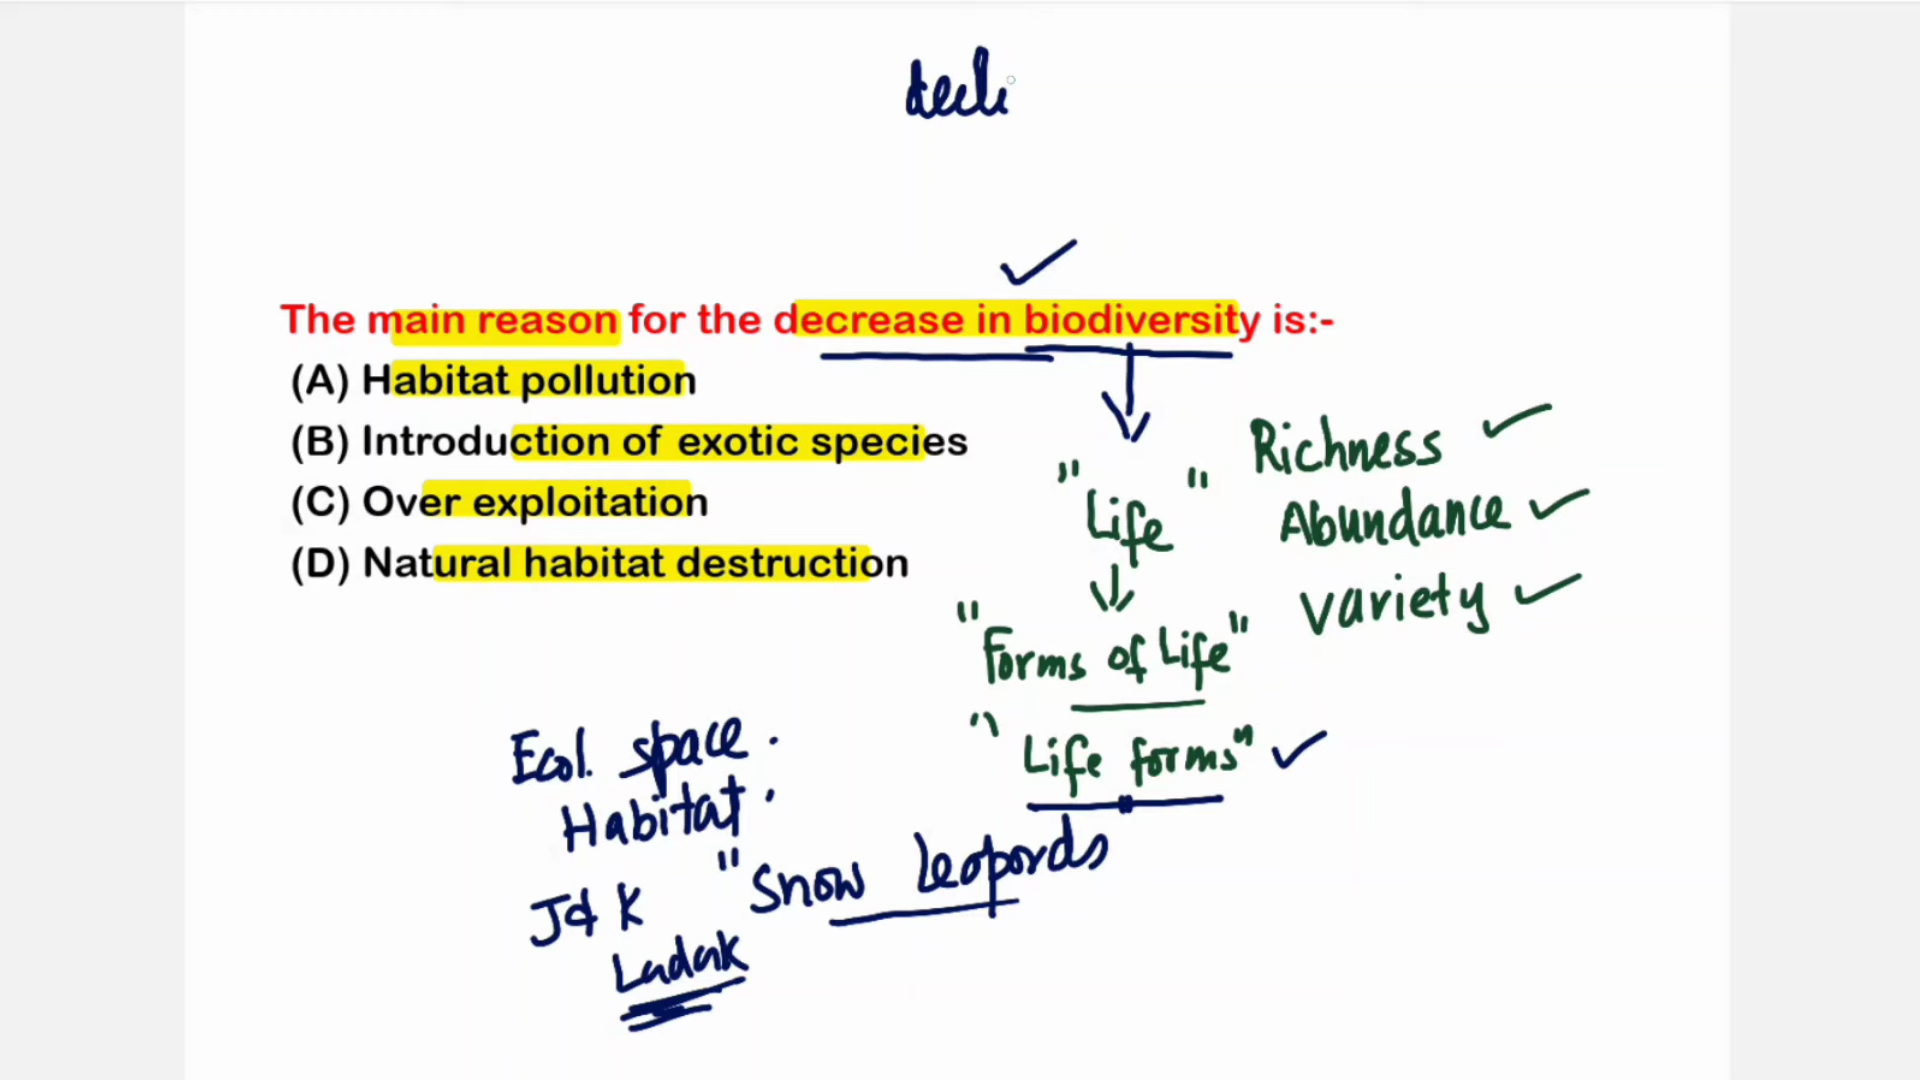 decli
The main reason for the decrease in biodiversity is:-
(A) Habitat pollution
(B) Introduction of exotic species
(C) Over exploitation
(D) Natural habitat destruction
"Life"
Richness
Abundance
variety
"Forms of Life"
"Life forms"
Ecol. space.
Habitat.
"Snow leopords"
J&K
Ladak